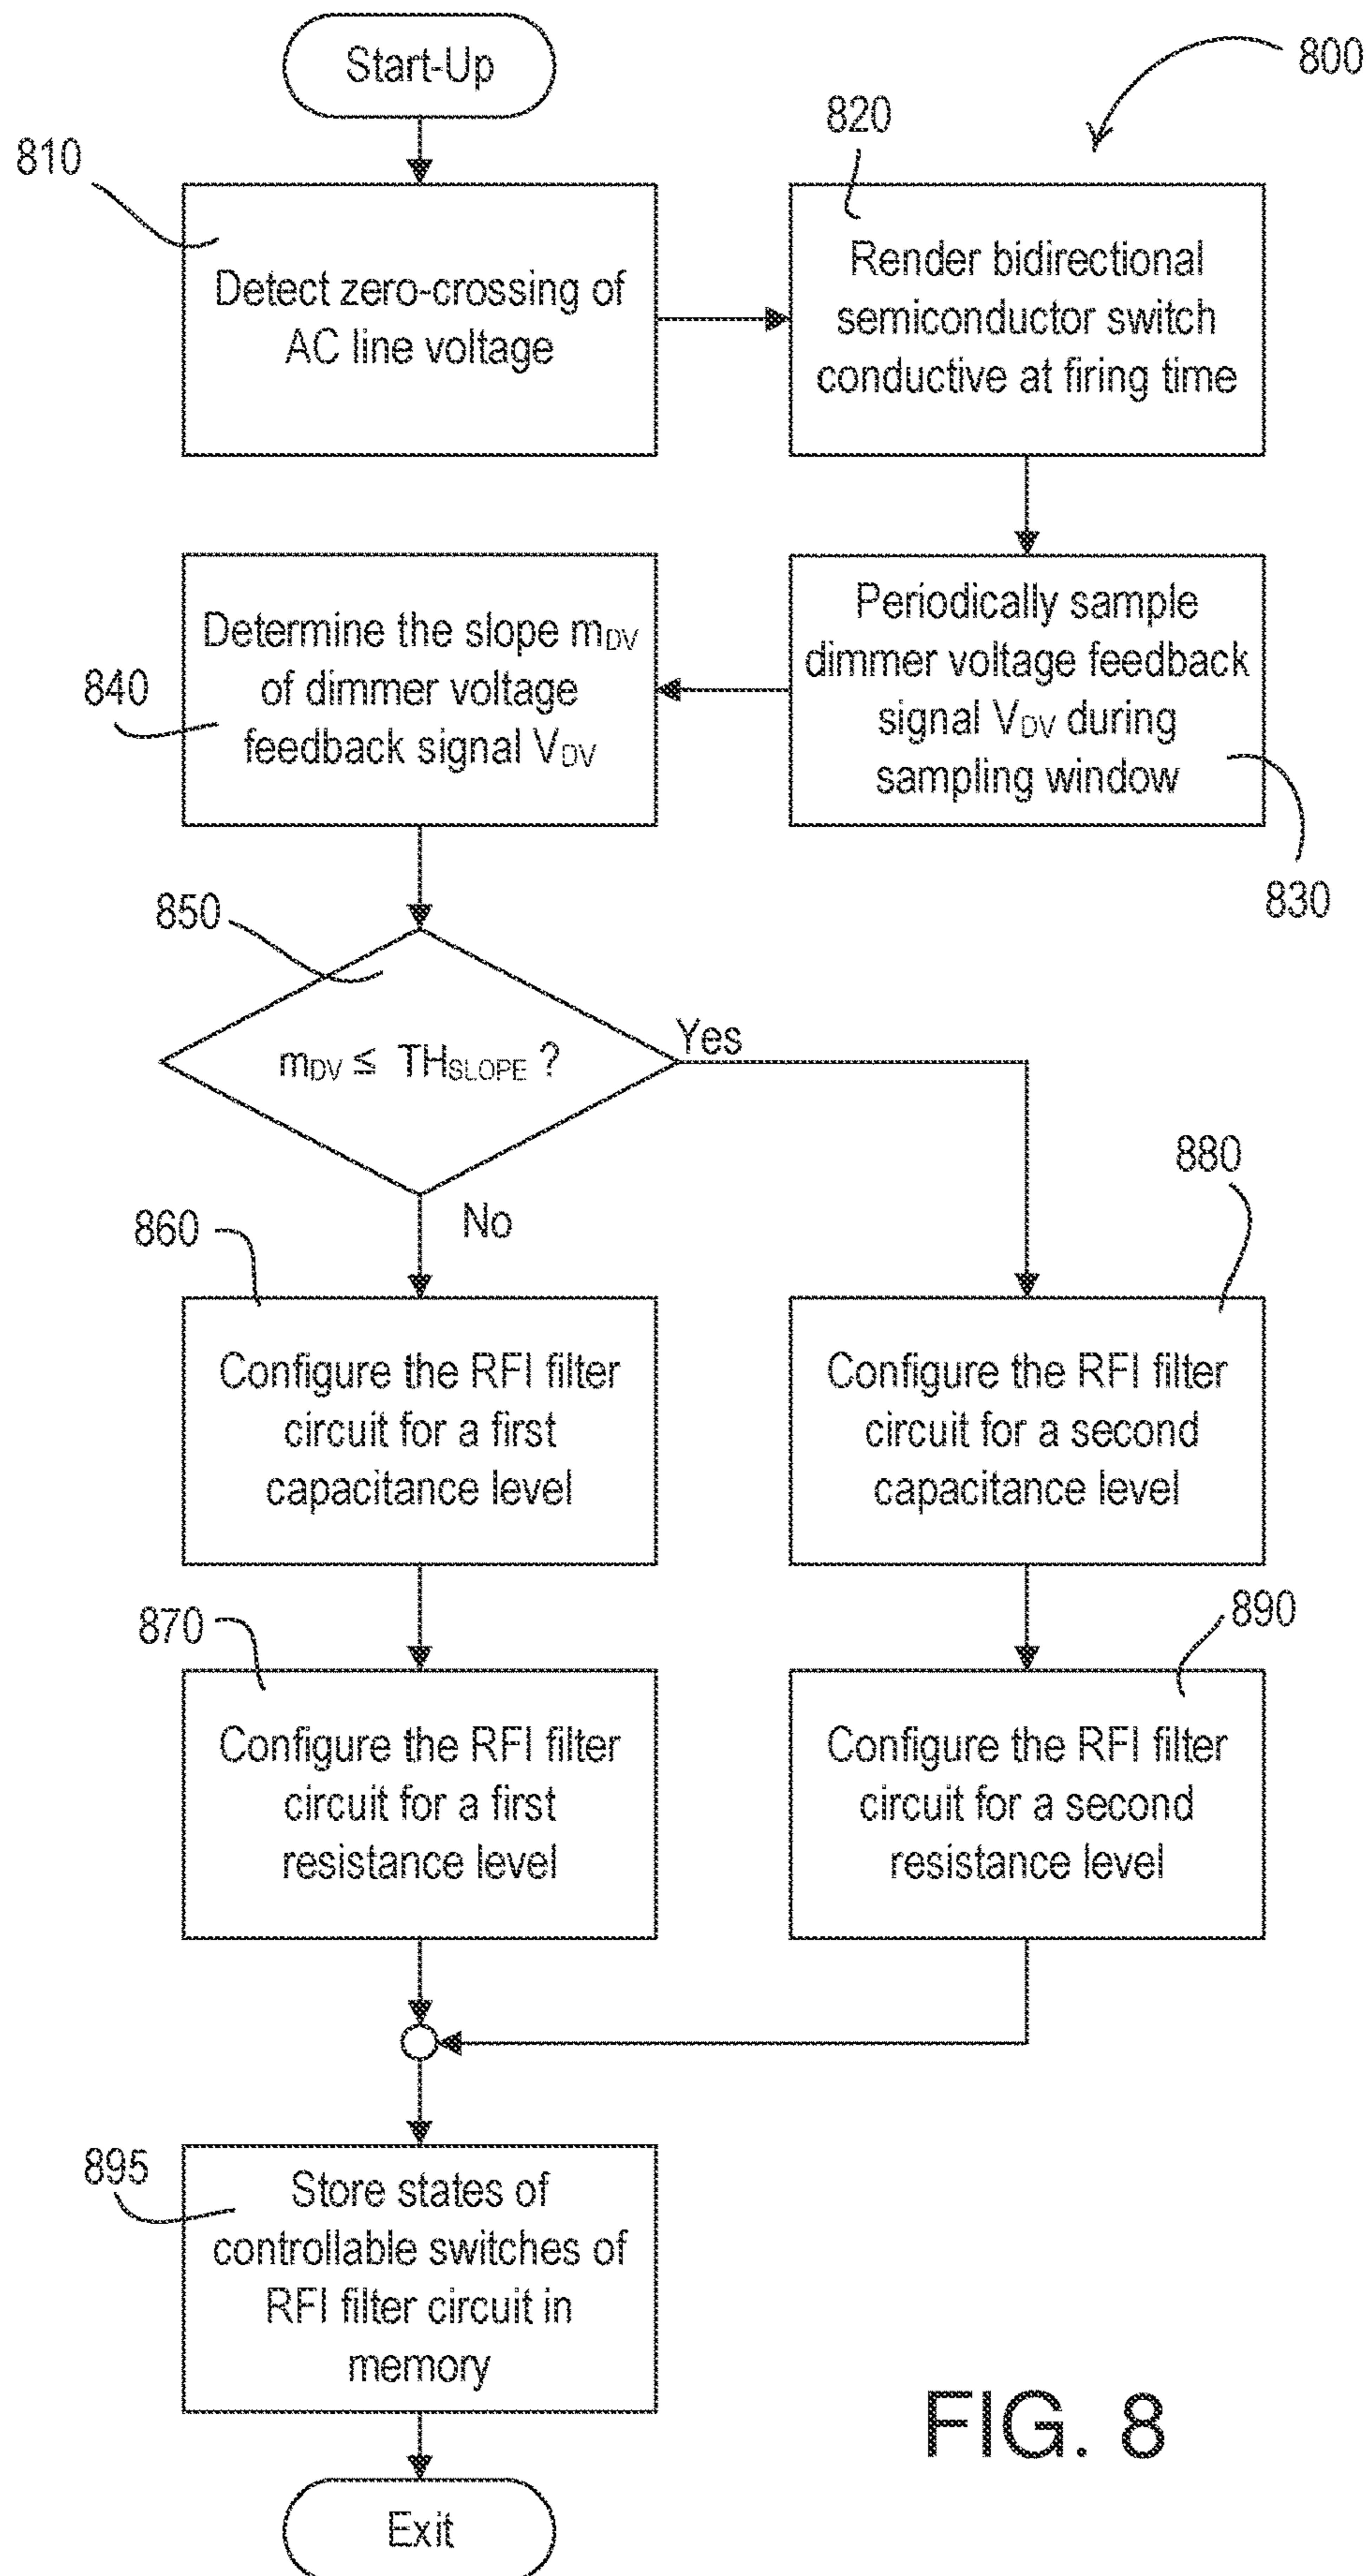 Start-Up
800
810
820
Detect zero-crossing of
AC line voltage
Render bidirectional
semiconductor switch
conductive at firing time
Periodically sample
dimmer voltage feedback
signal VDV during
sampling window
830
Determine the slope mDV
of dimmer voltage
feedback signal VDV
840
850
mDV ≤ THSLOPE ?
Yes
No
860
Configure the RFI filter
circuit for a first
capacitance level
880
Configure the RFI filter
circuit for a second
capacitance level
870
Configure the RFI filter
circuit for a first
resistance level
890
Configure the RFI filter
circuit for a second
resistance level
895
Store states of
controllable switches of
RFI filter circuit in
memory
Exit
FIG. 8